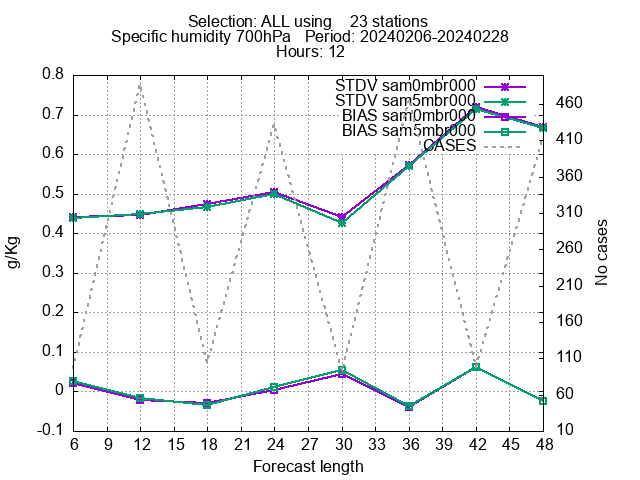 Selection: ALL using    23 stations
Specific humidity 700hPa   Period: 20240206-20240228
Hours: 12
STDV sam0mbr000
STDV sam5mbr000
BIAS sam0mbr000
BIAS sam5mbr000
CASES
0.8
0.7
0.6
0.5
0.4
0.3
0.2
0.1
0
-0.1
g/Kg
460
410
360
310
260
210
160
110
60
10
No cases
6 9 12 15 18 21 24 27 30 33 36 39 42 45 48
Forecast length